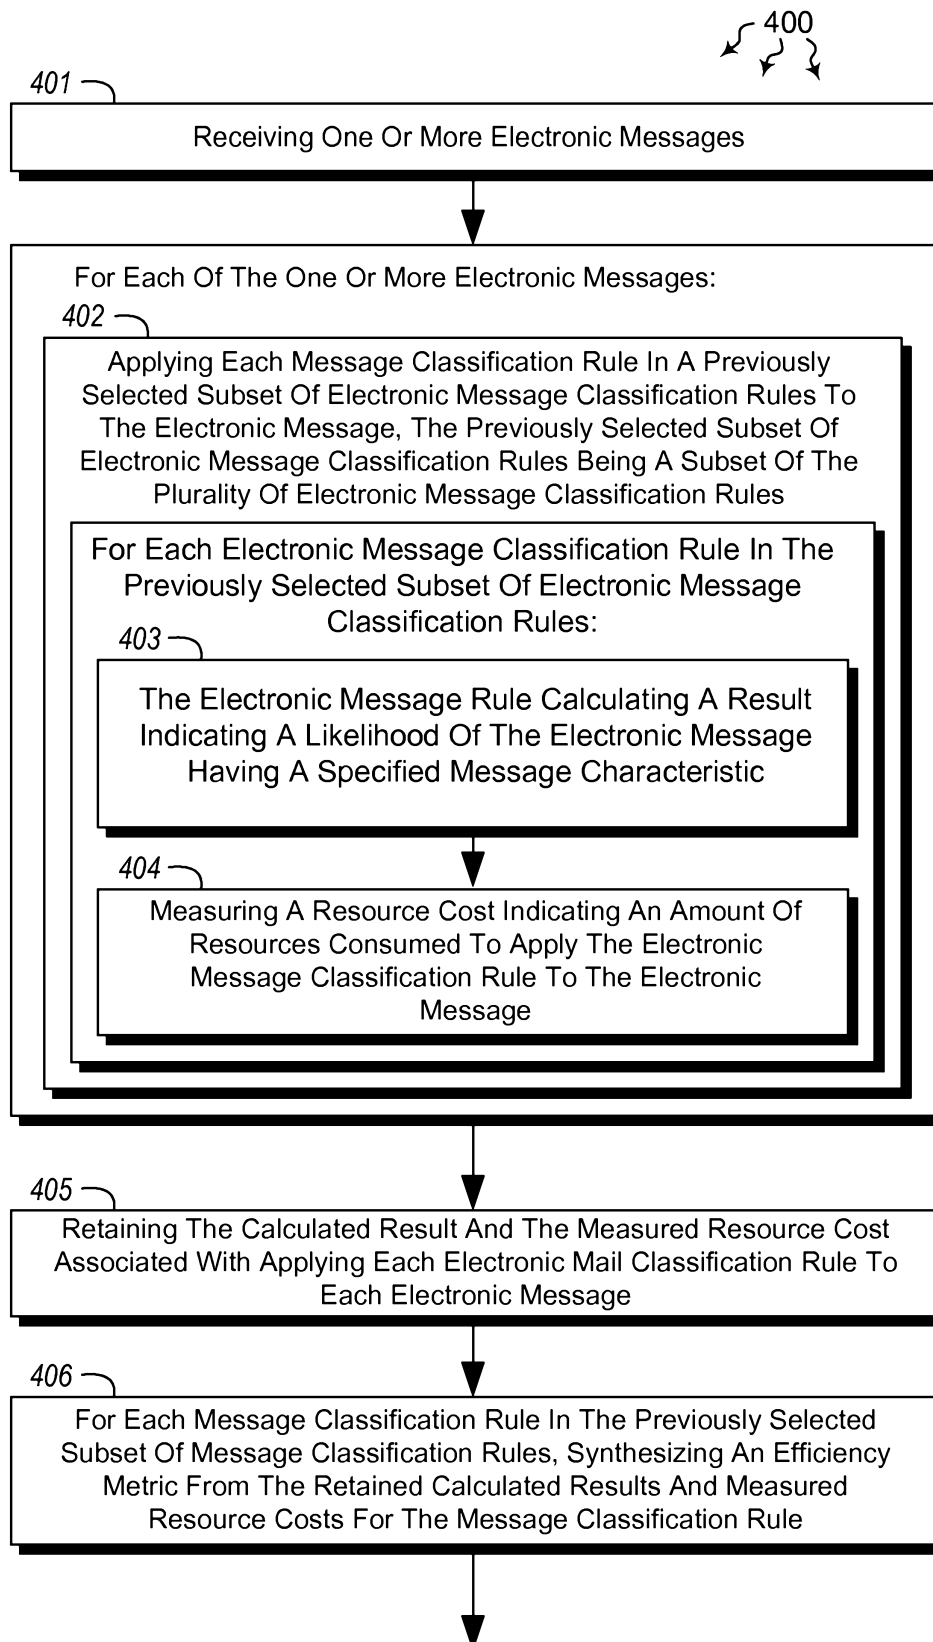 400
401
Receiving One Or More Electronic Messages
For Each Of The One Or More Electronic Messages:
402
Applying Each Message Classification Rule In A Previously
Selected Subset Of Electronic Message Classification Rules To
The Electronic Message, The Previously Selected Subset Of
Electronic Message Classification Rules Being A Subset Of The
Plurality Of Electronic Message Classification Rules
For Each Electronic Message Classification Rule In The
Previously Selected Subset Of Electronic Message
Classification Rules:
403
The Electronic Message Rule Calculating A Result
Indicating A Likelihood Of The Electronic Message
Having A Specified Message Characteristic
404
Measuring A Resource Cost Indicating An Amount Of
Resources Consumed To Apply The Electronic
Message Classification Rule To The Electronic
Message
405
Retaining The Calculated Result And The Measured Resource Cost
Associated With Applying Each Electronic Mail Classification Rule To
Each Electronic Message
406
For Each Message Classification Rule In The Previously Selected
Subset Of Message Classification Rules, Synthesizing An Efficiency
Metric From The Retained Calculated Results And Measured
Resource Costs For The Message Classification Rule